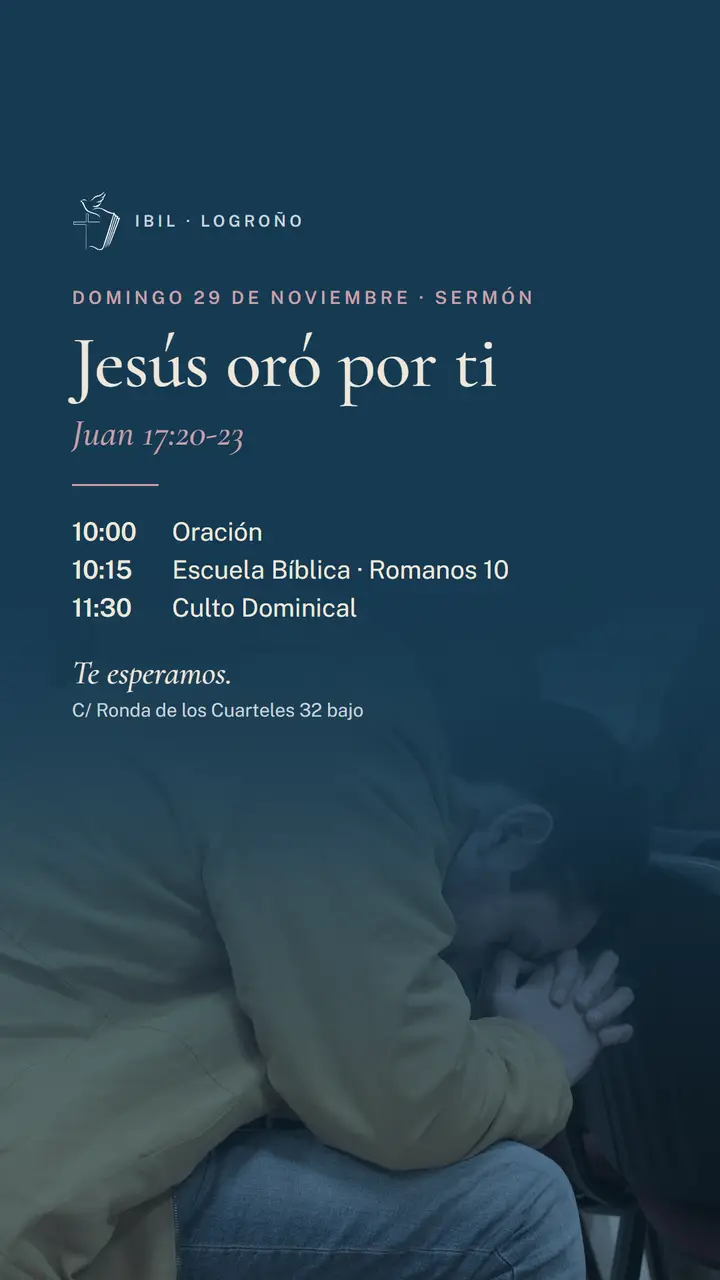 IBIL · LOGROÑO
DOMINGO 29 DE NOVIEMBRE · SERMÓN
Jesús oró por ti
Juan 17:20-23
10:00 Oración
10:15 Escuela Bíblica · Romanos 10
11:30 Culto Dominical
Te esperamos.
C/ Ronda de los Cuarteles 32 bajo